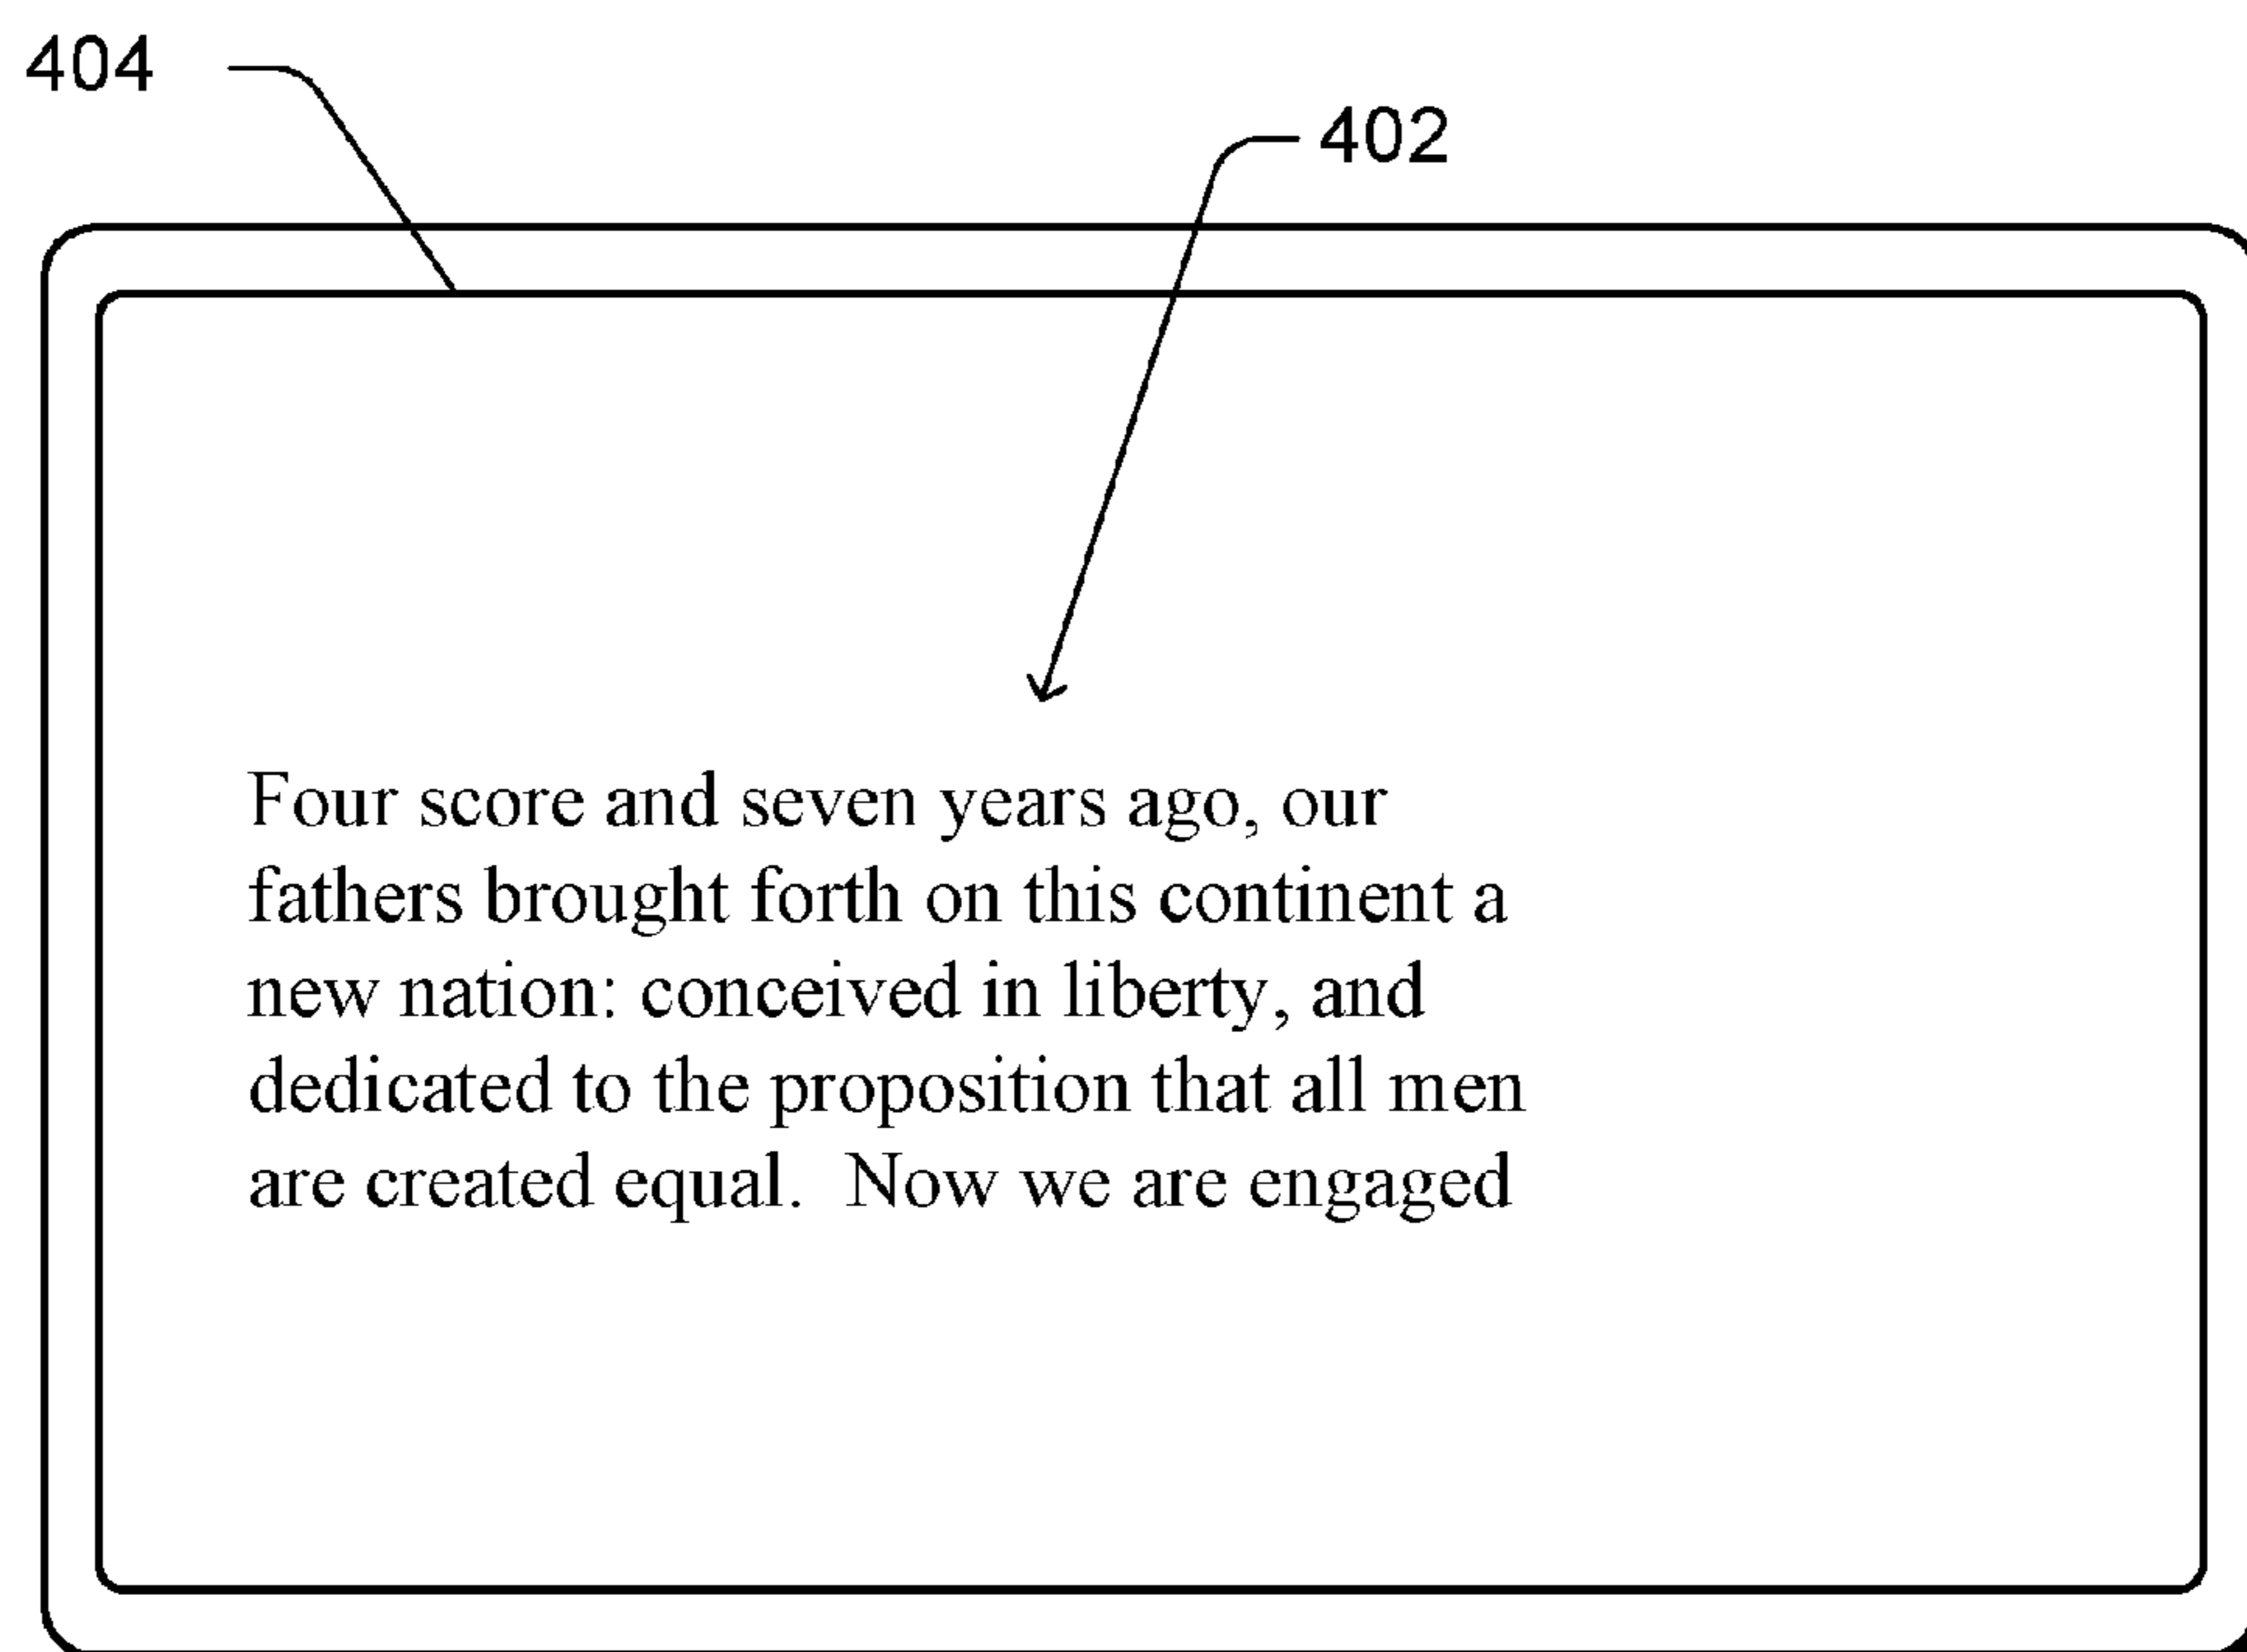 404
402
Four score and seven years ago, our
fathers brought forth on this continent a
new nation: conceived in liberty, and
dedicated to the proposition that all men
are created equal.  Now we are engaged